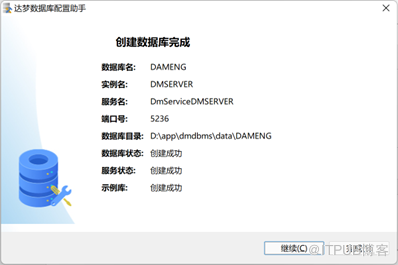 达梦数据库配置助手
创建数据库完成
数据库名: DAMENG
实例名: DMSERVER
服务名: DmServiceDMSERVER
端口号: 5236
数据库目录: D:\app\dmdbms\data\DAMENG
数据库状态: 创建成功
服务状态: 创建成功
示例库: 创建成功
继续(C)
@ITPUB博客